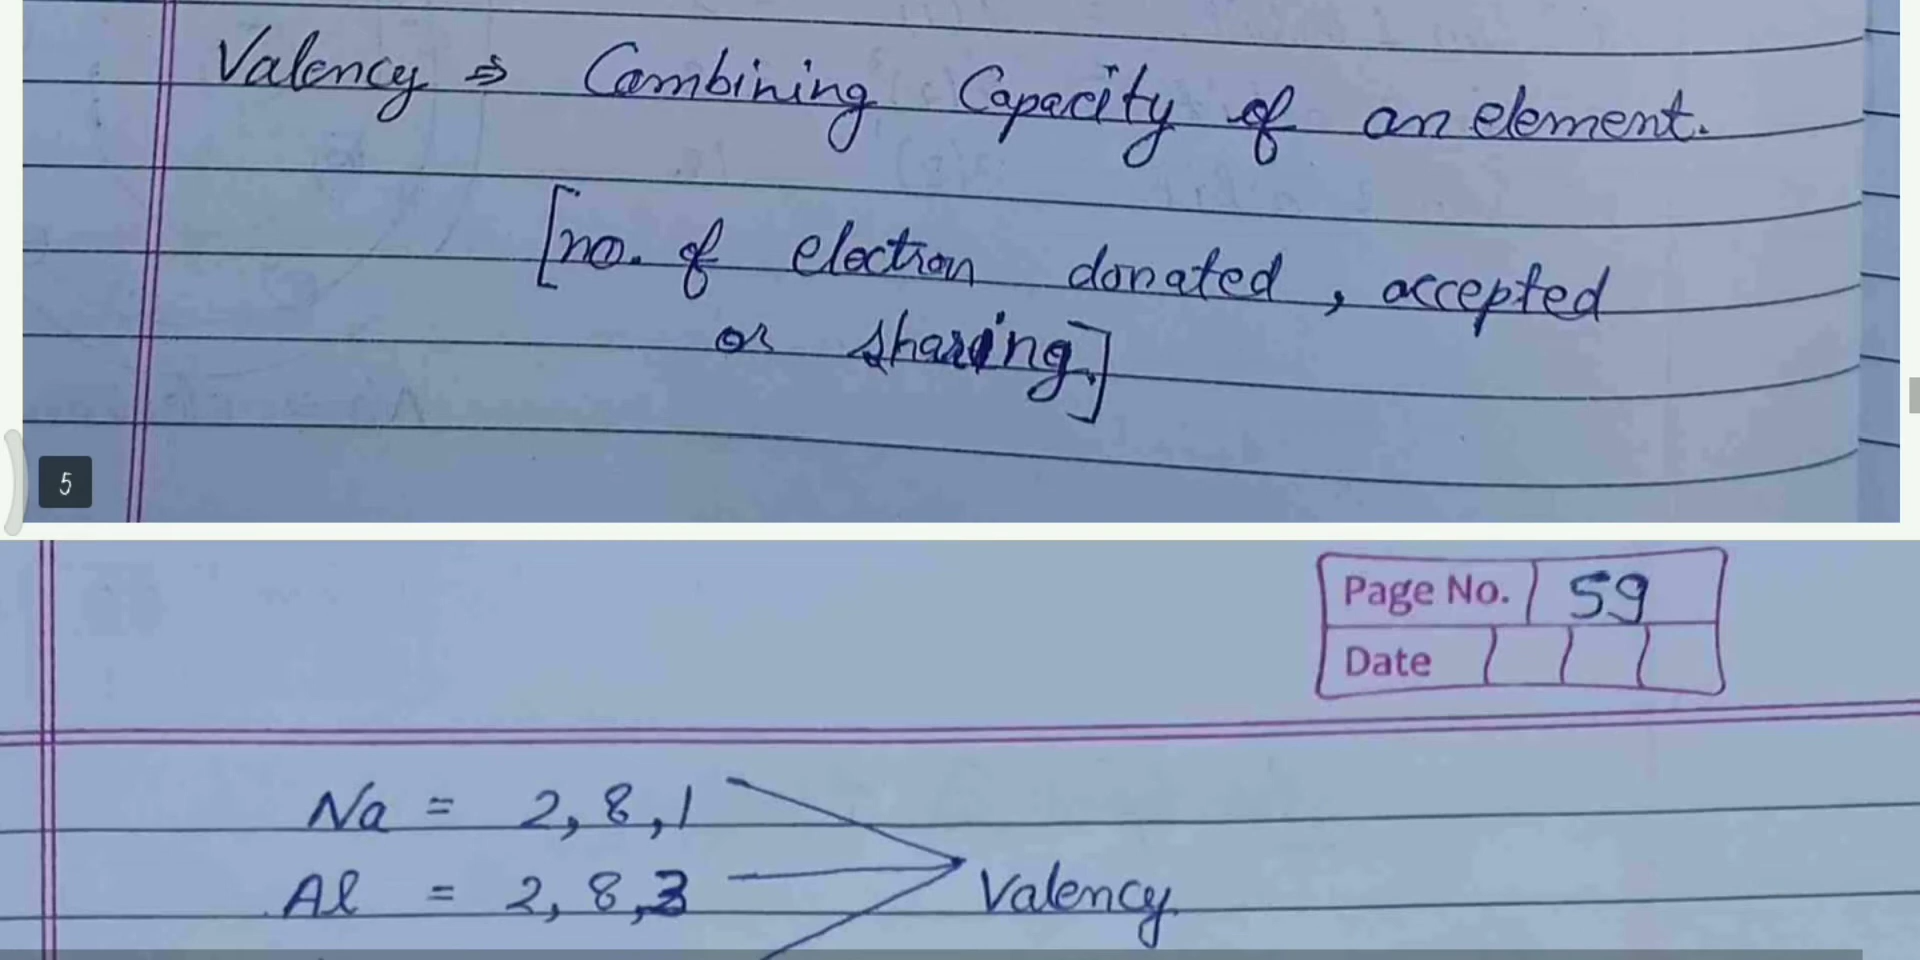 Valency ⇒ Combining Capacity of an element.
[no. of electron donated, accepted
or sharing.]
5
Page No. 59
Date
Na = 2, 8, 1
Al = 2, 8, 3
Valency